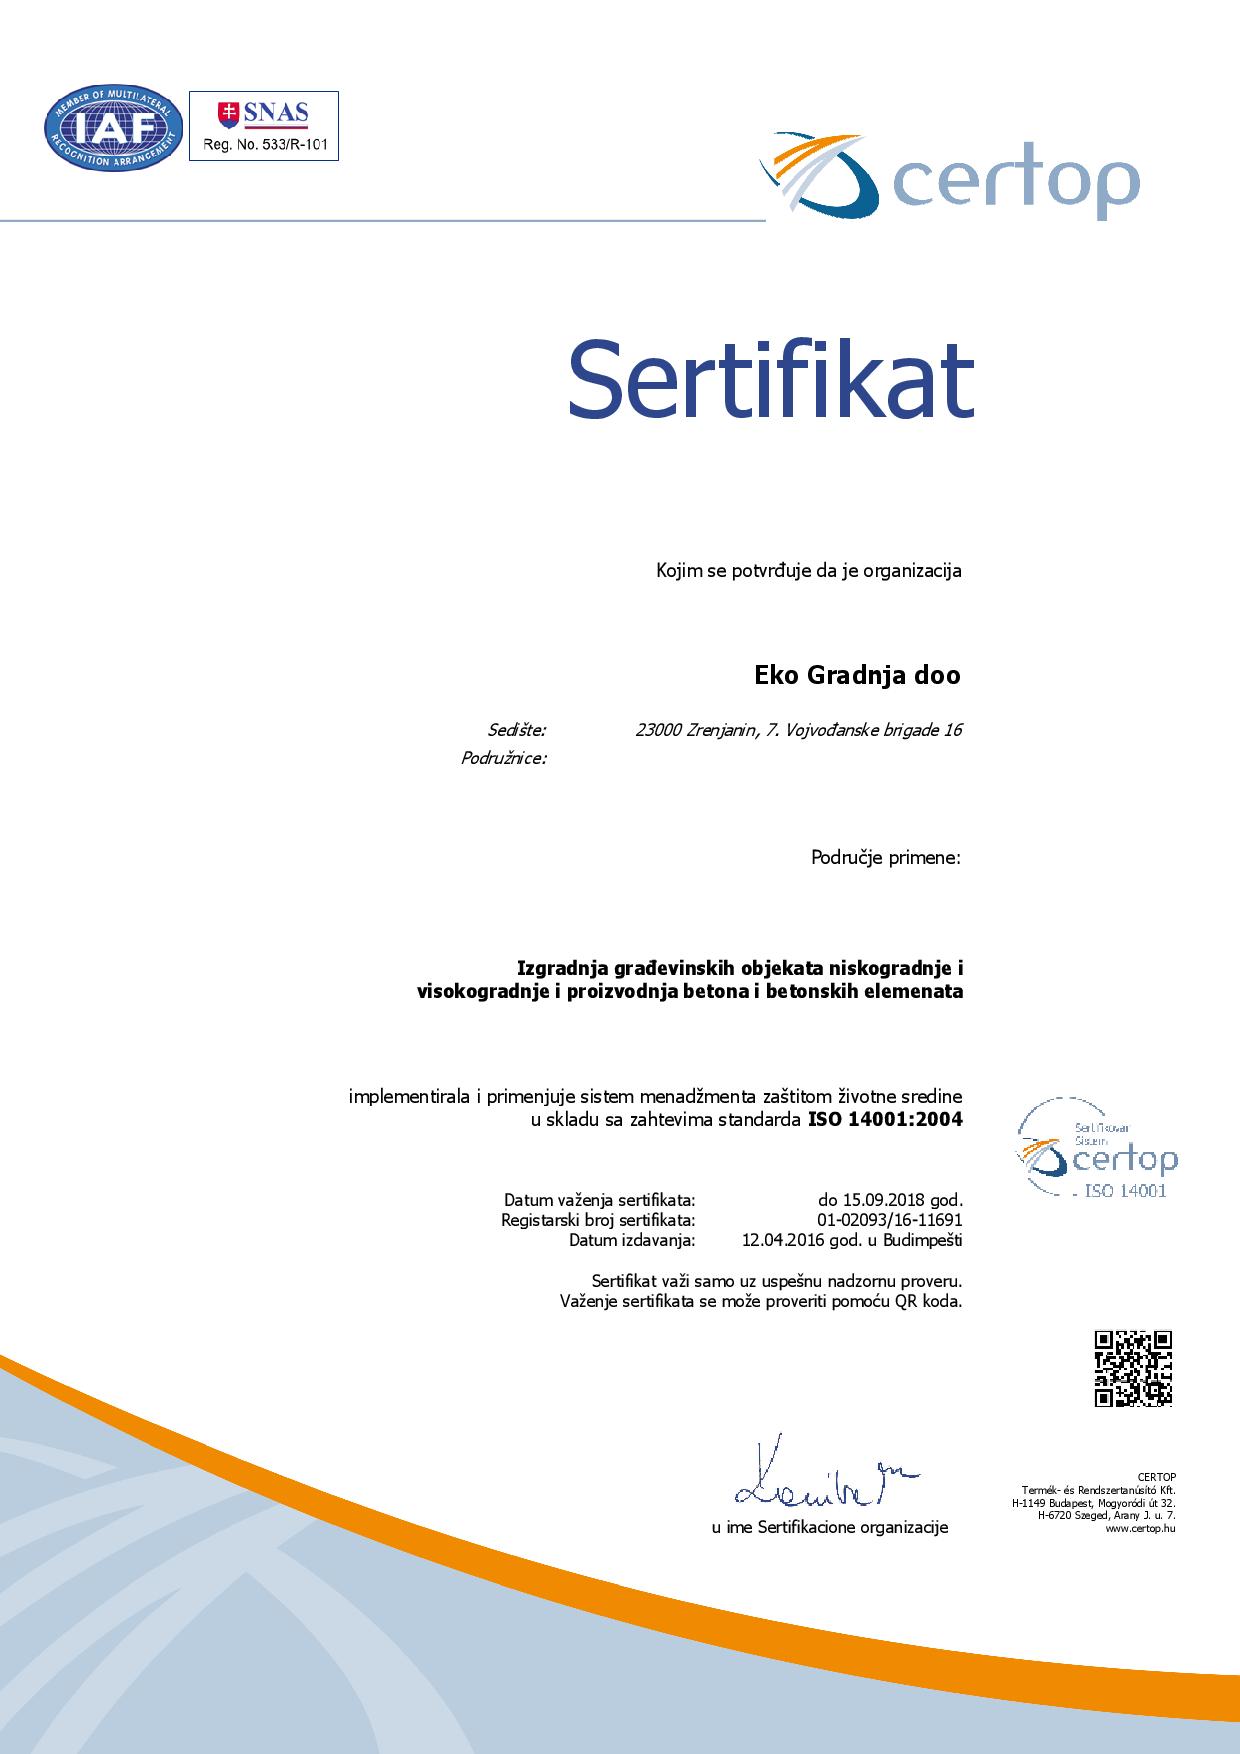 MEMBER OF MULTILATERAL
IAF
RECOGNITION ARRANGEMENT
SNAS
Reg. No. 533/R-101
certop
Sertifikat
Kojim se potvrđuje da je organizacija
Eko Gradnja doo
Sedište: 23000 Zrenjanin, 7. Vojvođanske brigade 16
Podružnice:
Područje primene:
Izgradnja građevinskih objekata niskogradnje i
visokogradnje i proizvodnja betona i betonskih elemenata
implementirala i primenjuje sistem menadžmenta zaštitom životne sredine
u skladu sa zahtevima standarda ISO 14001:2004
Sertifikovan
Sistem
certop
ISO 14001
Datum važenja sertifikata: do 15.09.2018 god.
Registarski broj sertifikata: 01-02093/16-11691
Datum izdavanja: 12.04.2016 god. u Budimpešti
Sertifikat važi samo uz uspešnu nadzornu proveru.
Važenje sertifikata se može proveriti pomoću QR koda.
u ime Sertifikacione organizacije
CERTOP
Termék- és Rendszertanúsító Kft.
H-1149 Budapest, Mogyoródi út 32.
H-6720 Szeged, Arany J. u. 7.
www.certop.hu